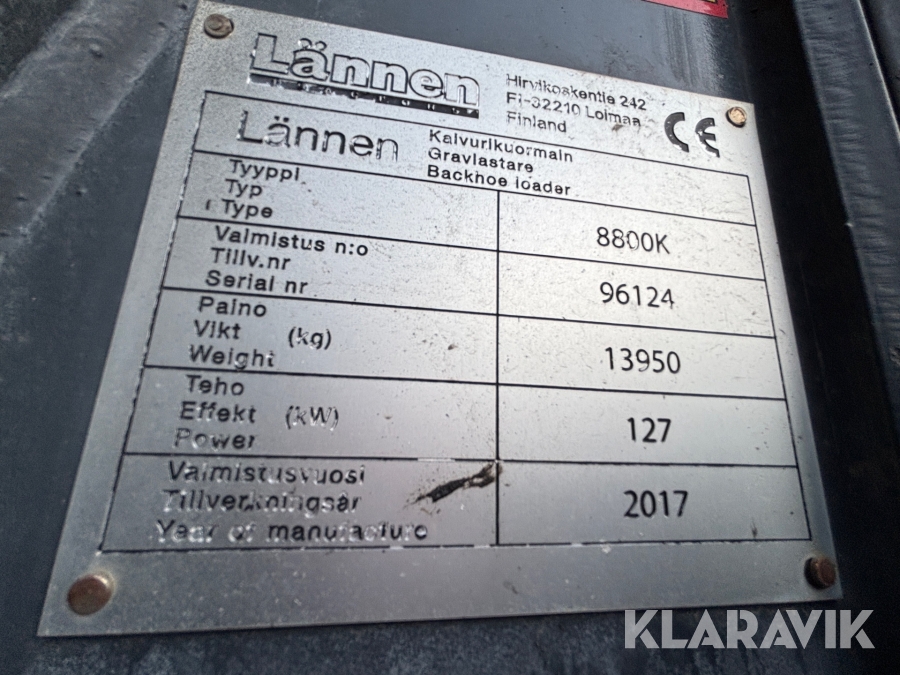 Lännen
TRACTORS
Hirvikoskentie 242
FI-32210 Loimaa
Finland
CE
Lännen
Kaivurikuormain
Grävlastare
Backhoe loader
Tyyppi
Typ
Type
8800K
Valmistus n:o
Tillv.nr
Serial nr
96124
Paino
Vikt (kg)
Weight
13950
Teho
Effekt (kW)
Power
127
Valmistusvuosi
Tillverkningsår
Year of manufacture
2017
KLARAVIK